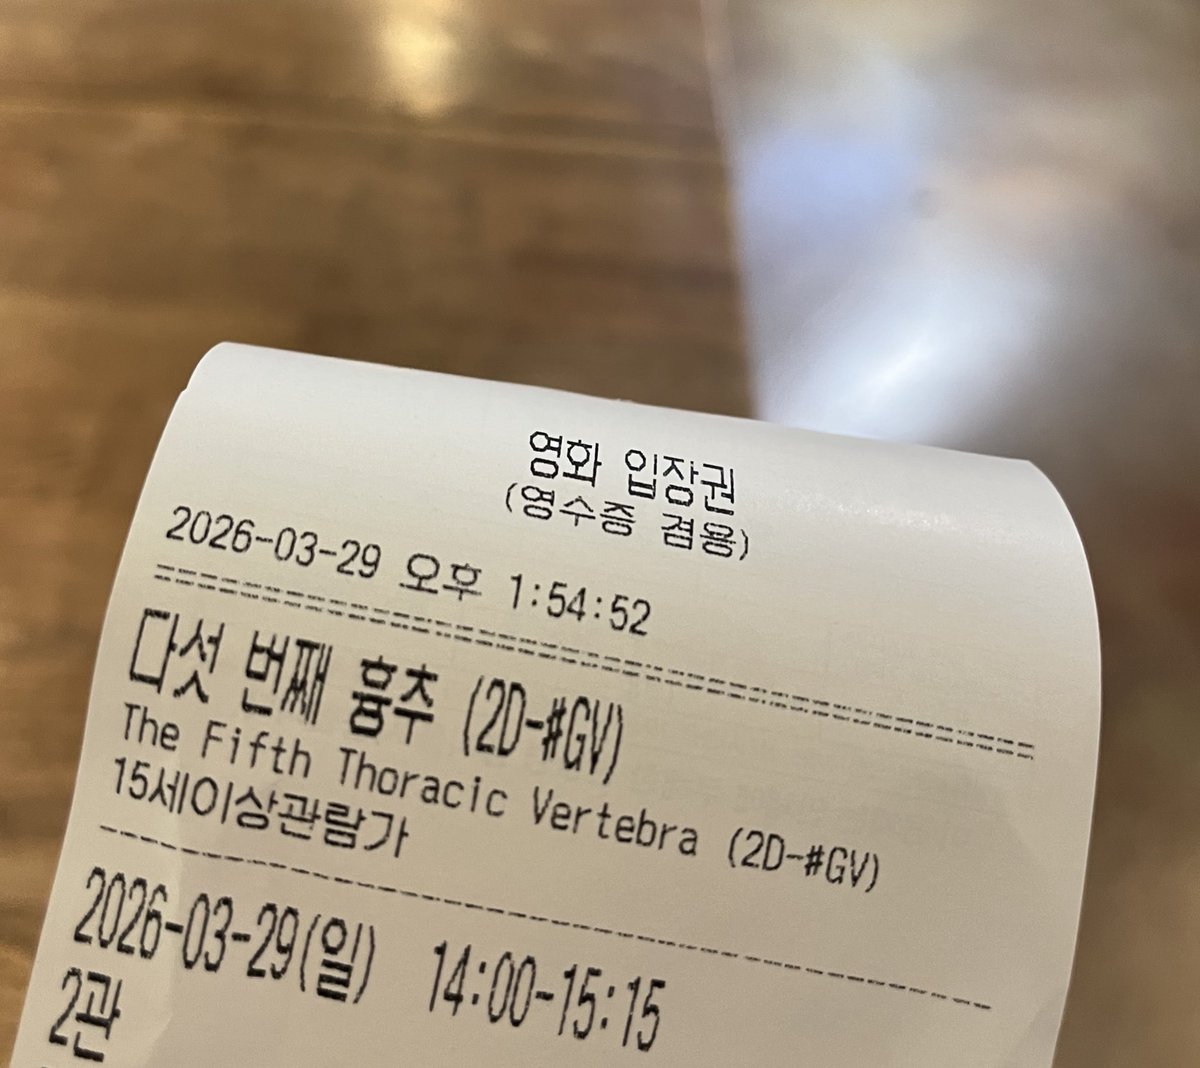 영화 입장권
(영수증 겸용)
2026-03-29 오후 1:54:52
다섯 번째 흉추 (2D-#GV)
The Fifth Thoracic Vertebra (2D-#GV)
15세이상관람가
2026-03-29(일) 14:00-15:15
2관